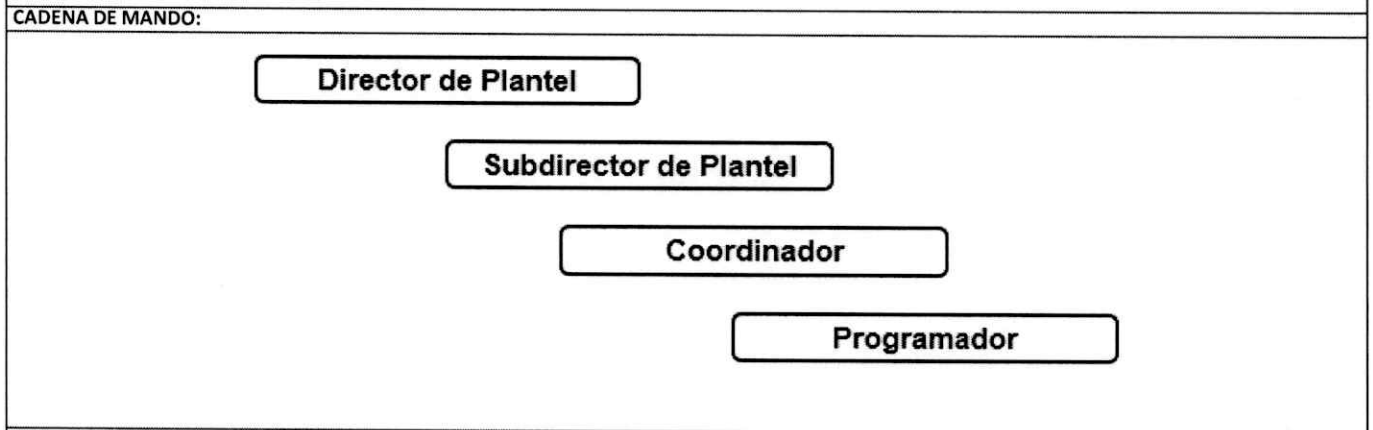 CADENA DE MANDO:
Director de Plantel
Subdirector de Plantel
Coordinador
Programador